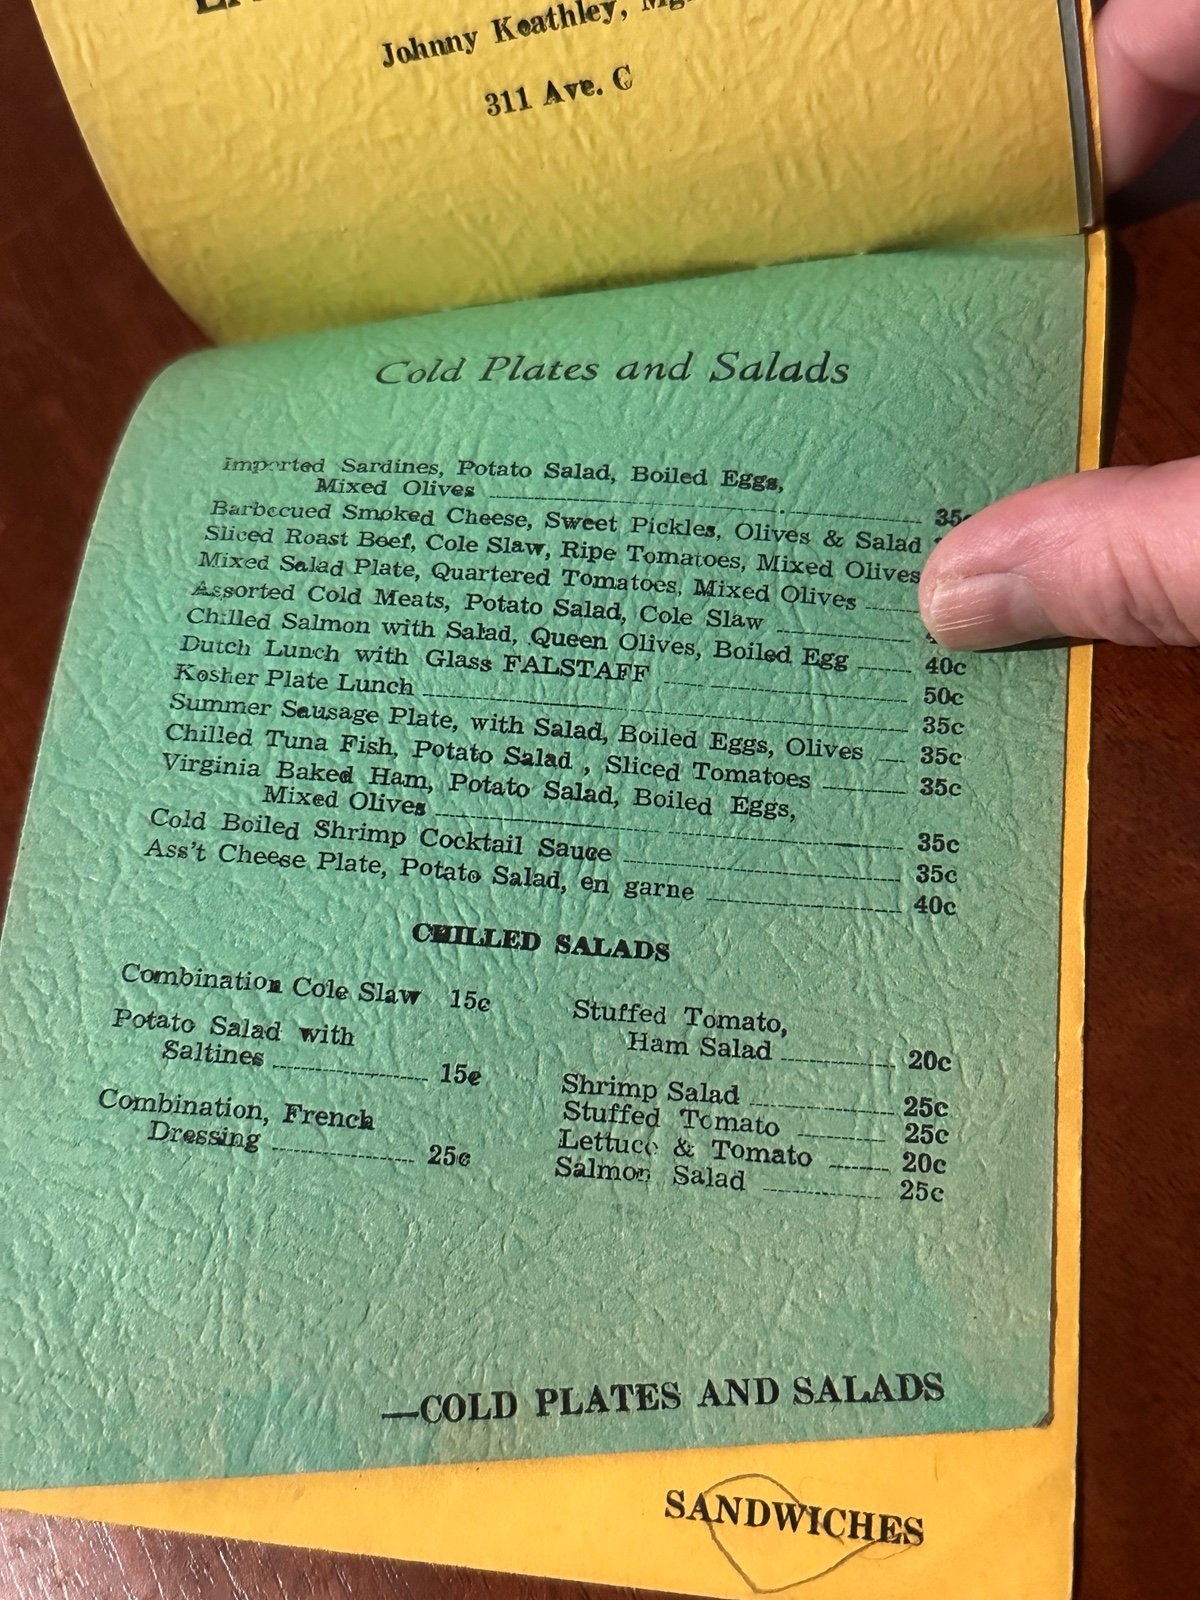 Johnny Keathley, Mgr
311 Ave. C
Cold Plates and Salads
Imported Sardines, Potato Salad, Boiled Eggs,
Mixed Olives 35c
Barbecued Smoked Cheese, Sweet Pickles, Olives & Salad
Sliced Roast Beef, Cole Slaw, Ripe Tomatoes, Mixed Olives
Mixed Salad Plate, Quartered Tomatoes, Mixed Olives
Assorted Cold Meats, Potato Salad, Cole Slaw
Chilled Salmon with Salad, Queen Olives, Boiled Egg 40c
Dutch Lunch with Glass FALSTAFF 50c
Kosher Plate Lunch 35c
Summer Sausage Plate, with Salad, Boiled Eggs, Olives 35c
Chilled Tuna Fish, Potato Salad , Sliced Tomatoes 35c
Virginia Baked Ham, Potato Salad, Boiled Eggs,
Mixed Olives 35c
Cold Boiled Shrimp Cocktail Sauce 35c
Ass't Cheese Plate, Potato Salad, en garne 40c
CHILLED SALADS
Combination Cole Slaw 15c
Potato Salad with
Saltines 15c
Combination, French
Dressing 25c
Stuffed Tomato,
Ham Salad 20c
Shrimp Salad 25c
Stuffed Tomato 25c
Lettuce & Tomato 20c
Salmon Salad 25c
—COLD PLATES AND SALADS
SANDWICHES